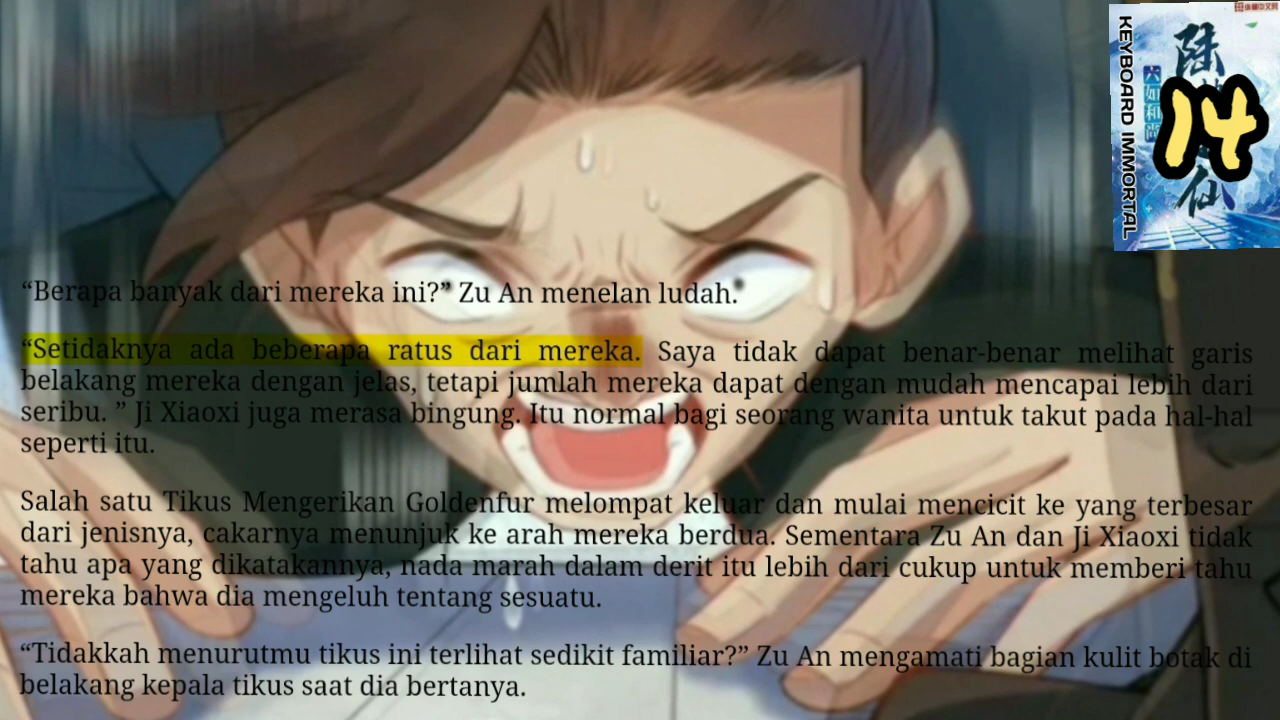 “Berapa banyak dari mereka ini?” Zu An menelan ludah.
“Setidaknya ada beberapa ratus dari mereka. Saya tidak dapat benar-benar melihat garis
belakang mereka dengan jelas, tetapi jumlah mereka dapat dengan mudah mencapai lebih dari
seribu. ” Ji Xiaoxi juga merasa bingung. Itu normal bagi seorang wanita untuk takut pada hal-hal
seperti itu.
Salah satu Tikus Mengerikan Goldenfur melompat keluar dan mulai mencicit ke yang terbesar
dari jenisnya, cakarnya menunjuk ke arah mereka berdua. Sementara Zu An dan Ji Xiaoxi tidak
tahu apa yang dikatakannya, nada marah dalam derit itu lebih dari cukup untuk memberi tahu
mereka bahwa dia mengeluh tentang sesuatu.
“Tidakkah menurutmu tikus ini terlihat sedikit familiar?” Zu An mengamati bagian kulit botak di
belakang kepala tikus saat dia bertanya.
KEYBOARD IMMORTAL
陆
仙
六如和尚
14